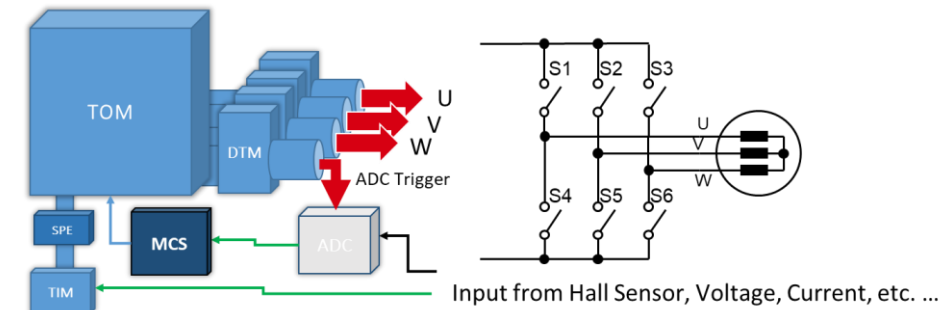 TOM
DTM
U
V
W
ADC Trigger
SPE
MCS
ADC
TIM
S1
S2
S3
U
V
W
S4
S5
S6
Input from Hall Sensor, Voltage, Current, etc. ...